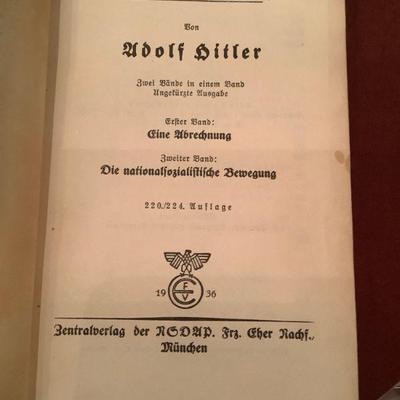 Von
Adolf Hitler
Zwei Bände in einem Band
Ungekürzte Ausgabe
Erster Band:
Eine Abrechnung
Zweiter Band:
Die nationalsozialistische Bewegung
220./224. Auflage
19 36
Zentralverlag der NSDAP. Frz. Eher Nachf.,
München